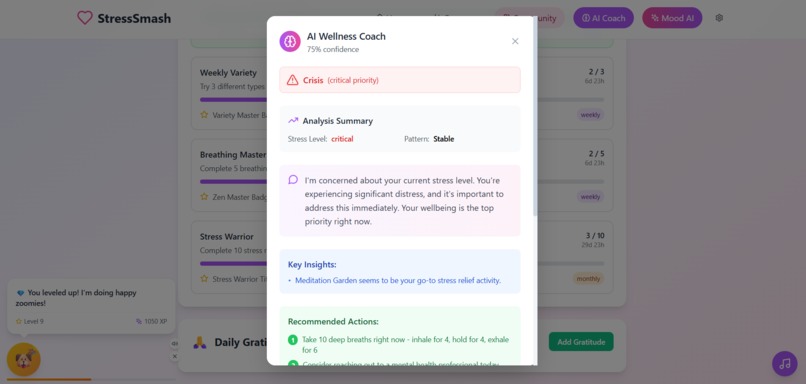 StressSmash
Community
AI Coach
Mood AI
AI Wellness Coach
75% confidence
Crisis (critical priority)
Analysis Summary
Stress Level: critical
Pattern: Stable
I'm concerned about your current stress level. You're
experiencing significant distress, and it's important to
address this immediately. Your wellbeing is the top
priority right now.
Key Insights:
• Meditation Garden seems to be your go-to stress relief activity.
Recommended Actions:
1 Take 10 deep breaths right now - inhale for 4, hold for 4, exhale
for 6
Consider reaching out to a mental health professional today
Weekly Variety
Try 3 different types
Variety Master B
2 / 3
6d 23h
weekly
Breathing Master
Complete 5 breathin
Zen Master Badg
2 / 5
6d 23h
weekly
Stress Warrior
Complete 10 stress r
Stress Warrior Ti
3 / 10
29d 23h
monthly
You leveled up! I'm doing happy
zoomies!
Level 9
1050 XP
Daily Grati
Add Gratitude